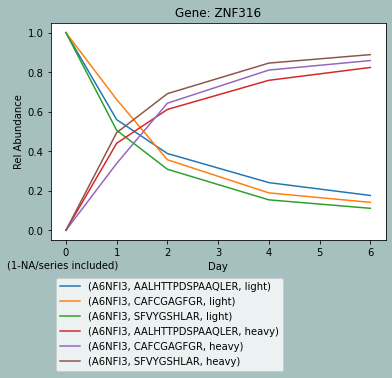 Gene: ZNF316
1.0
0.8
0.6
0.4
0.2
0.0
Rel Abundance
0 1 2 3 4 5 6
(1-NA/series included)
Day
(A6NFI3, AALHTTPDSPAAQLER, light)
(A6NFI3, CAFCGAGFGR, light)
(A6NFI3, SFVYGSHLAR, light)
(A6NFI3, AALHTTPDSPAAQLER, heavy)
(A6NFI3, CAFCGAGFGR, heavy)
(A6NFI3, SFVYGSHLAR, heavy)